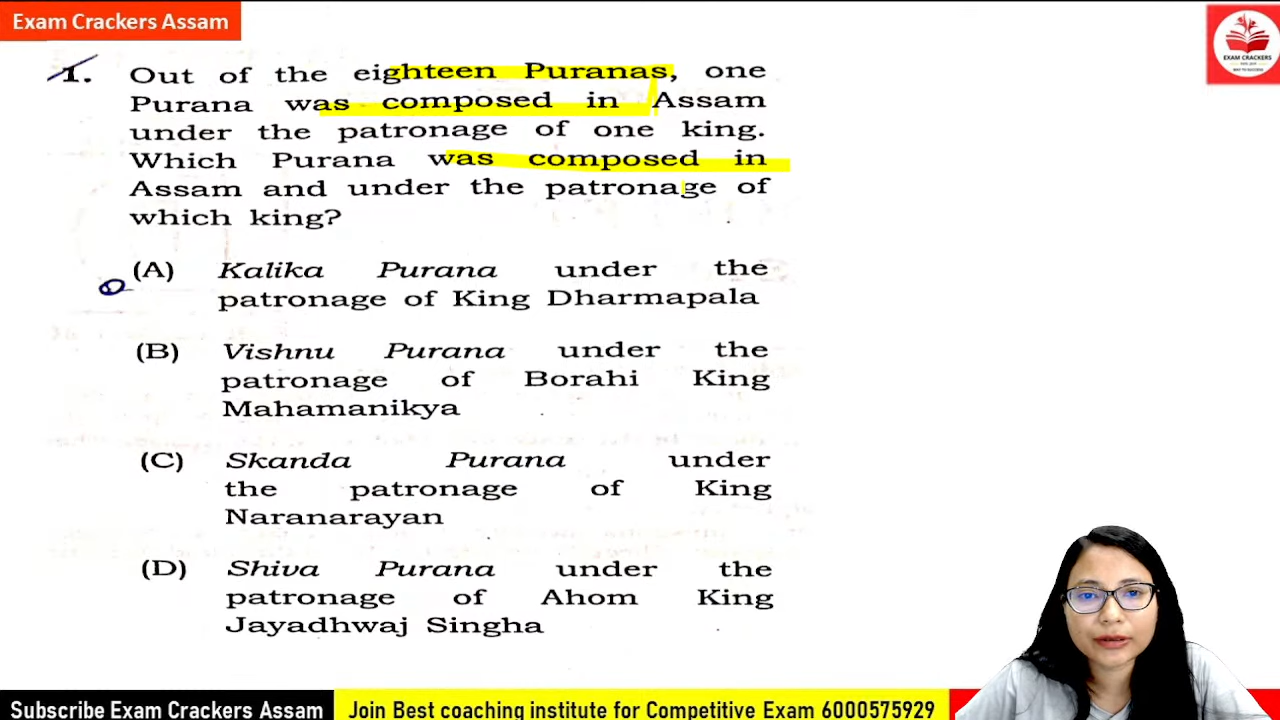 Exam Crackers Assam
EXAM CRACKERS
1. Out of the eighteen Puranas, one
Purana was composed in Assam
under the patronage of one king.
Which Purana was composed in
Assam and under the patronage of
which king?
(A) Kalika Purana under the
patronage of King Dharmapala
(B) Vishnu Purana under the
patronage of Borahi King
Mahamanikya
(C) Skanda Purana under
the patronage of King
Naranarayan
(D) Shiva Purana under the
patronage of Ahom King
Jayadhwaj Singha
Subscribe Exam Crackers Assam
Join Best coaching institute for Competitive Exam 6000575929